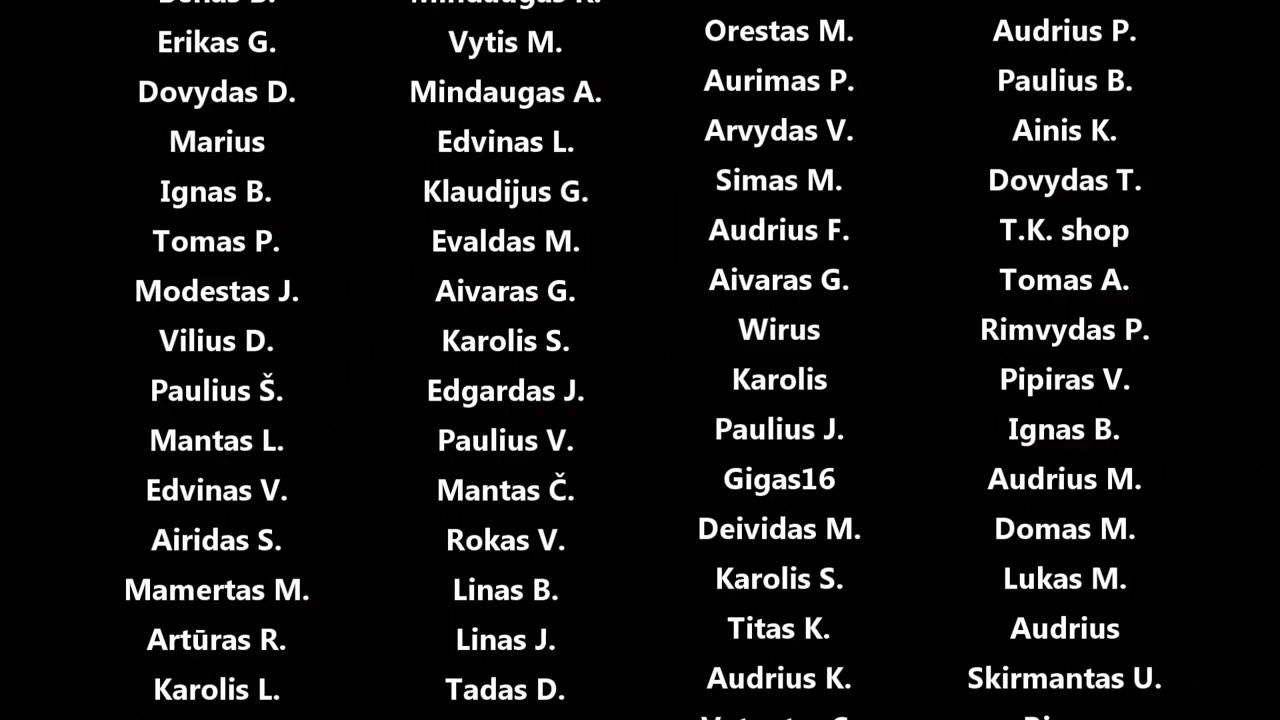 Erikas G.
Dovydas D.
Marius
Ignas B.
Tomas P.
Modestas J.
Vilius D.
Paulius Š.
Mantas L.
Edvinas V.
Airidas S.
Mamertas M.
Artūras R.
Karolis L.
Vytis M.
Mindaugas A.
Edvinas L.
Klaudijus G.
Evaldas M.
Aivaras G.
Karolis S.
Edgardas J.
Paulius V.
Mantas Č.
Rokas V.
Linas B.
Linas J.
Tadas D.
Orestas M.
Aurimas P.
Arvydas V.
Simas M.
Audrius F.
Aivaras G.
Wirus
Karolis
Paulius J.
Gigas16
Deividas M.
Karolis S.
Titas K.
Audrius K.
Audrius P.
Paulius B.
Ainis K.
Dovydas T.
T.K. shop
Tomas A.
Rimvydas P.
Pipiras V.
Ignas B.
Audrius M.
Domas M.
Lukas M.
Audrius
Skirmantas U.